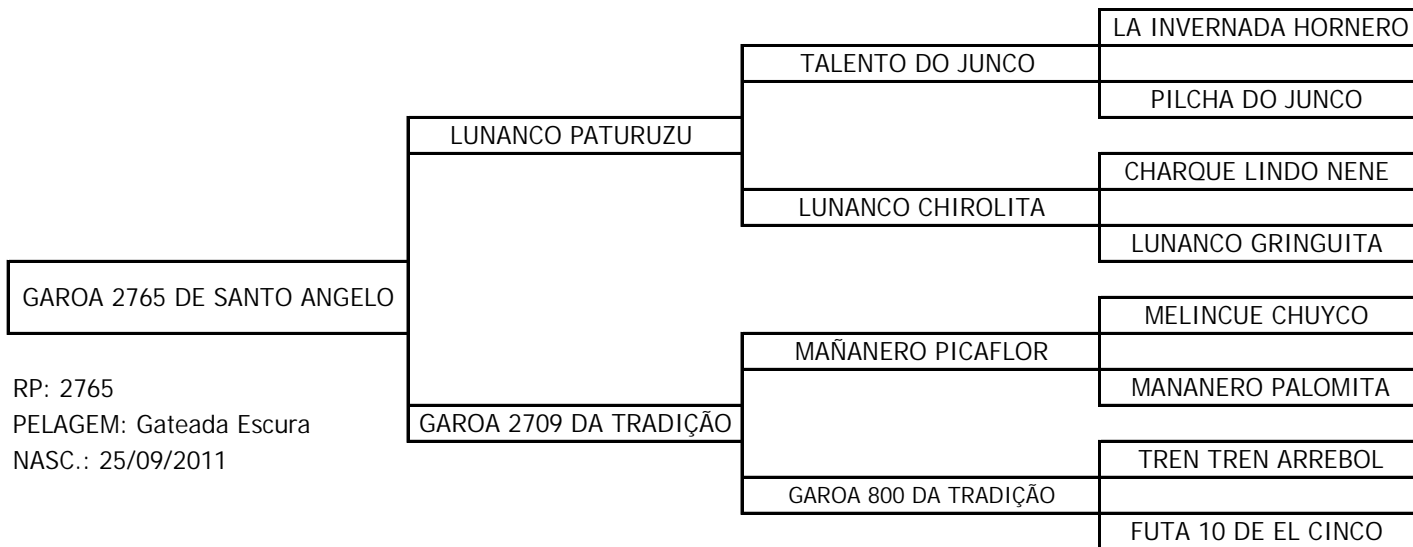 LA INVERNADA HORNERO
TALENTO DO JUNCO
PILCHA DO JUNCO
LUNANCO PATURUZU
CHARQUE LINDO NENE
LUNANCO CHIROLITA
LUNANCO GRINGUITA
GAROA 2765 DE SANTO ANGELO
MELINCUE CHUYCO
MAÑANERO PICAFLOR
RP: 2765
MANANERO PALOMITA
PELAGEM: Gateada Escura
GAROA 2709 DA TRADIÇÃO
NASC.: 25/09/2011
TREN TREN ARREBOL
GAROA 800 DA TRADIÇÃO
FUTA 10 DE EL CINCO